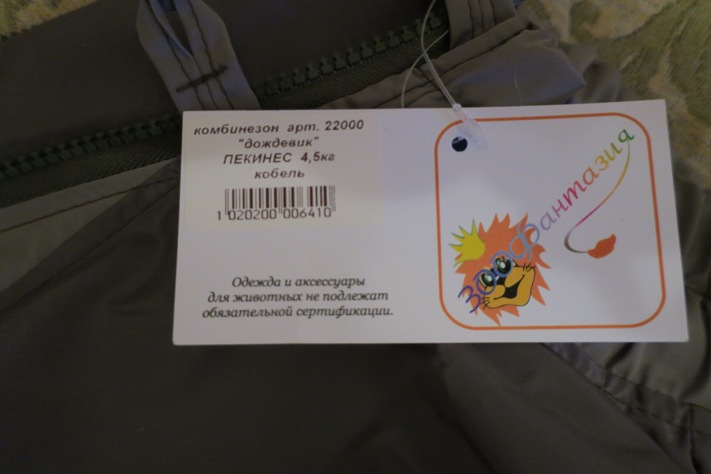 комбинезон арт. 22000
"дождевик"
ПЕКИНЕС 4,5кг
кобель
1 020200 006410
Одежда и аксессуары
для животных не подлежат
обязательной сертификации.
зооФантазия